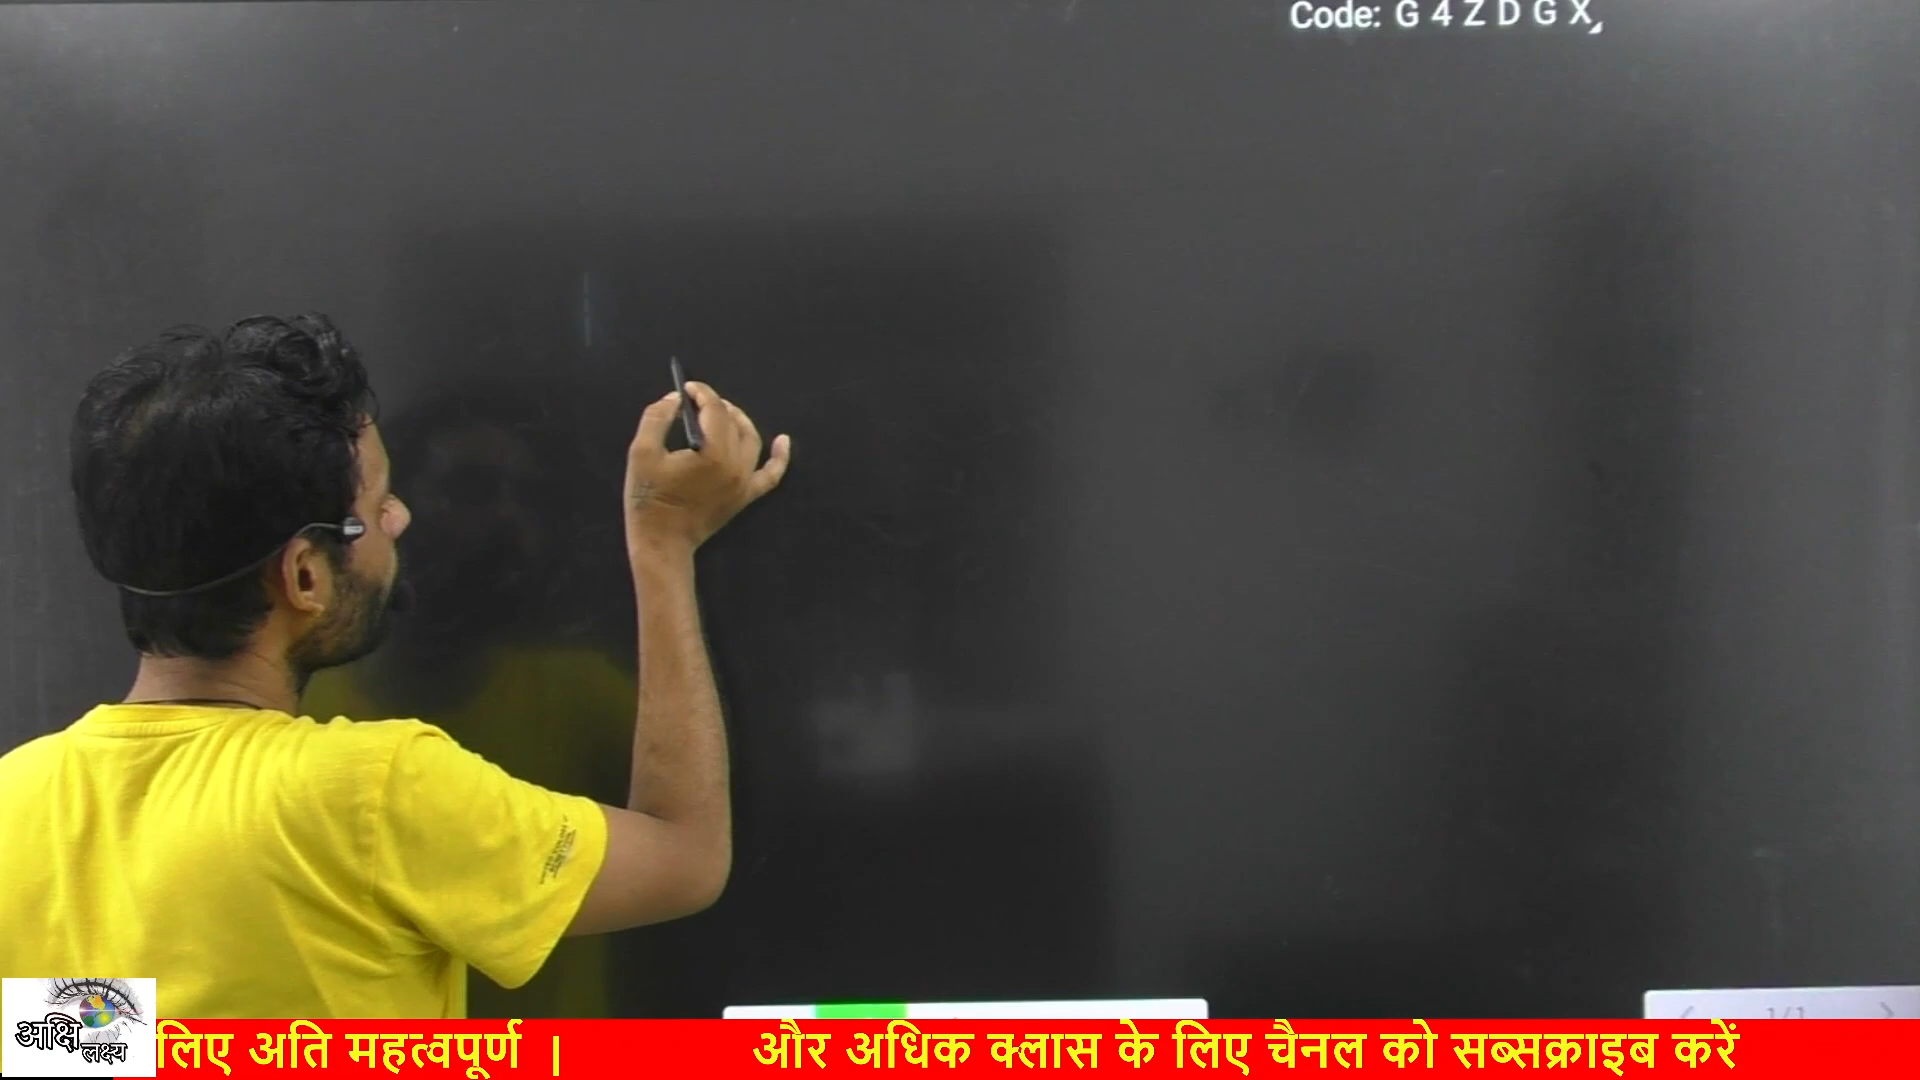 Code: G 4 Z D G X
अक्षि
लक्ष्य
लिए अति महत्वपूर्ण | और अधिक क्लास के लिए चैनल को सब्सक्राइब करें